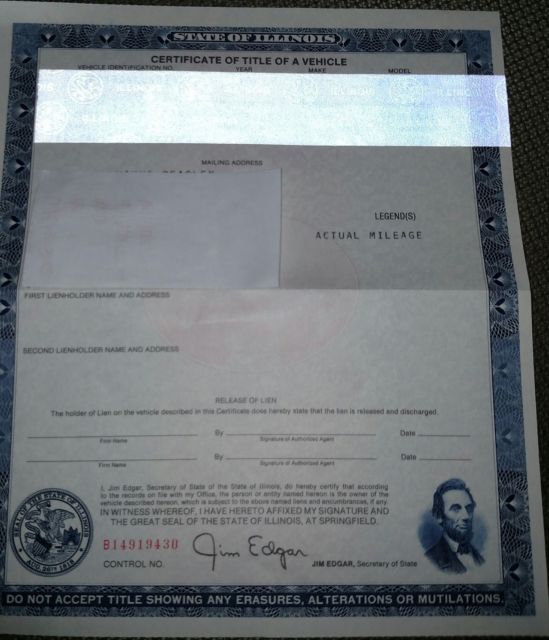 STATE OF ILLINOIS
CERTIFICATE OF TITLE OF A VEHICLE
VEHICLE IDENTIFICATION NO. YEAR MAKE MODEL
ILLINOIS ILLINOIS ILLINOIS
ILLINOIS ILLINOIS
MAILING ADDRESS
LEGEND(S)
ACTUAL MILEAGE
FIRST LIENHOLDER NAME AND ADDRESS
SECOND LIENHOLDER NAME AND ADDRESS
RELEASE OF LIEN
The holder of Lien on the vehicle described in this Certificate does hereby state that the lien is released and discharged.
By Date
Firm Name Signature of Authorized Agent
By Date
Firm Name Signature of Authorized Agent
I, Jim Edgar, Secretary of State of the State of Illinois, do hereby certify that according
to the records on file with my Office, the person or entity named hereon is the owner of the
vehicle described hereon, which is subject to the above named liens and encumbrances, if any.
IN WITNESS WHEREOF, I HAVE HERETO AFFIXED MY SIGNATURE AND
THE GREAT SEAL OF THE STATE OF ILLINOIS, AT SPRINGFIELD.
SEAL OF THE STATE OF ILLINOIS
AUG. 26TH 1818
B14919430
CONTROL NO.
Jim Edgar
JIM EDGAR, Secretary of State
DO NOT ACCEPT TITLE SHOWING ANY ERASURES, ALTERATIONS OR MUTILATIONS.